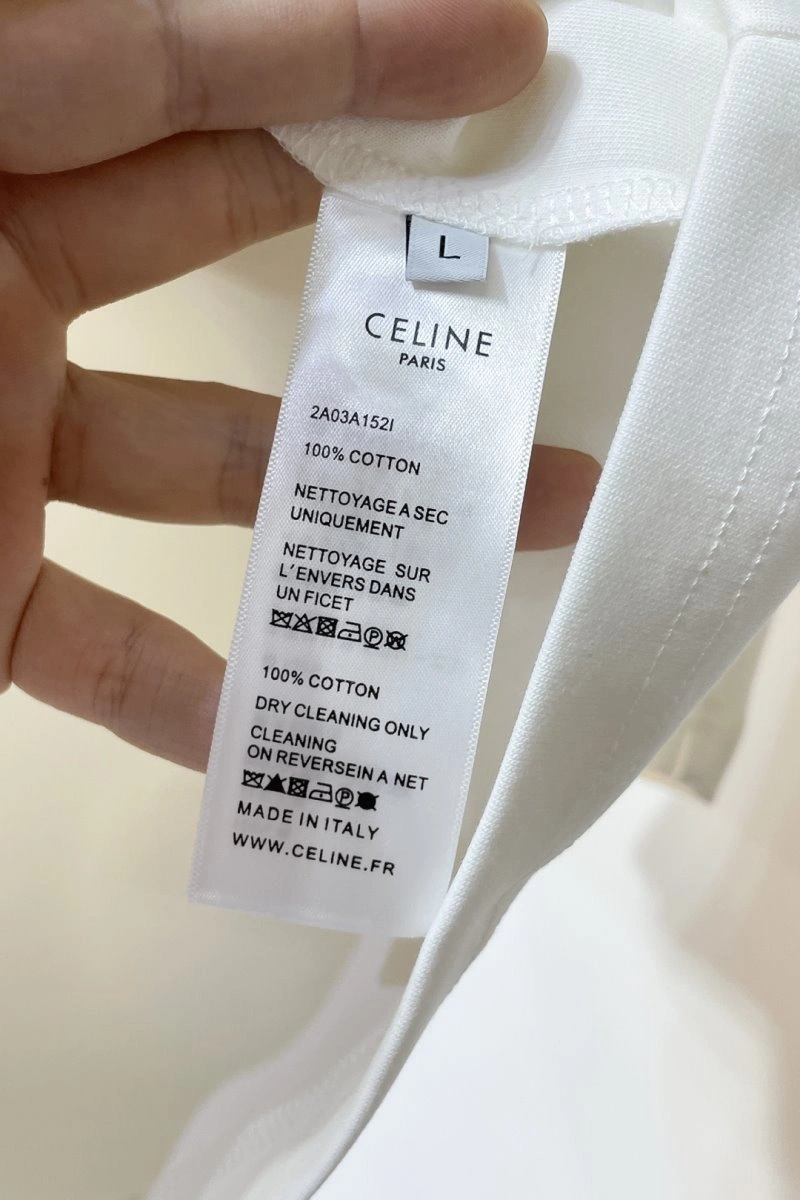 L
CELINE
PARIS
2A03A152I
100% COTTON
NETTOYAGE A SEC
UNIQUEMENT
NETTOYAGE SUR
L'ENVERS DANS
UN FICET
100% COTTON
DRY CLEANING ONLY
CLEANING
ON REVERSEIN A NET
MADE IN ITALY
WWW.CELINE.FR